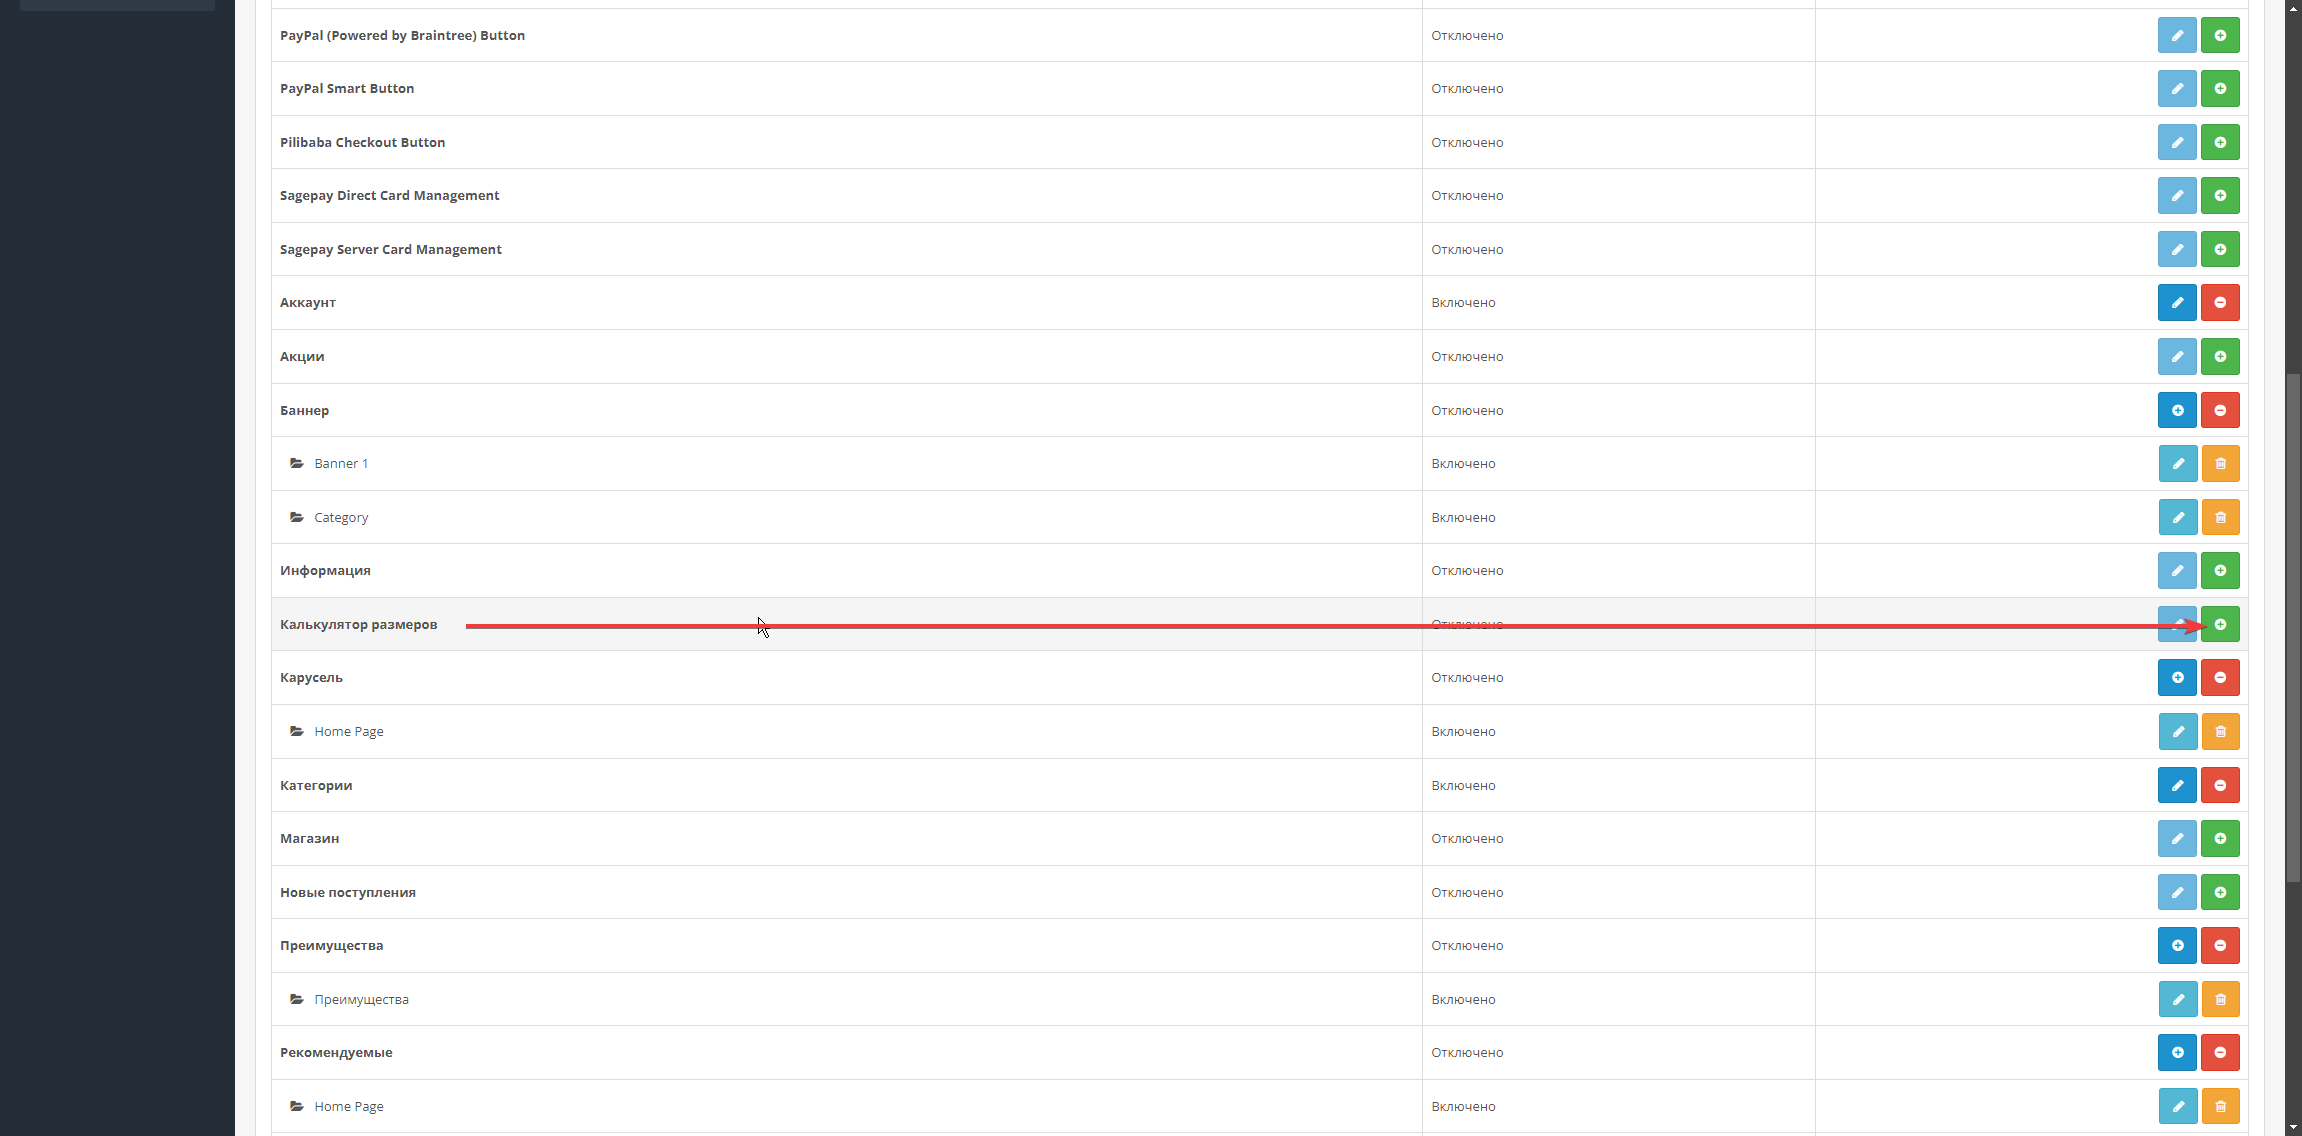 PayPal (Powered by Braintree) Button Отключено
PayPal Smart Button Отключено
Pilibaba Checkout Button Отключено
Sagepay Direct Card Management Отключено
Sagepay Server Card Management Отключено
Аккаунт Включено
Акции Отключено
Баннер Отключено
Banner 1 Включено
Category Включено
Информация Отключено
Калькулятор размеров Отключено
Карусель Отключено
Home Page Включено
Категории Включено
Магазин Отключено
Новые поступления Отключено
Преимущества Отключено
Преимущества Включено
Рекомендуемые Отключено
Home Page Включено